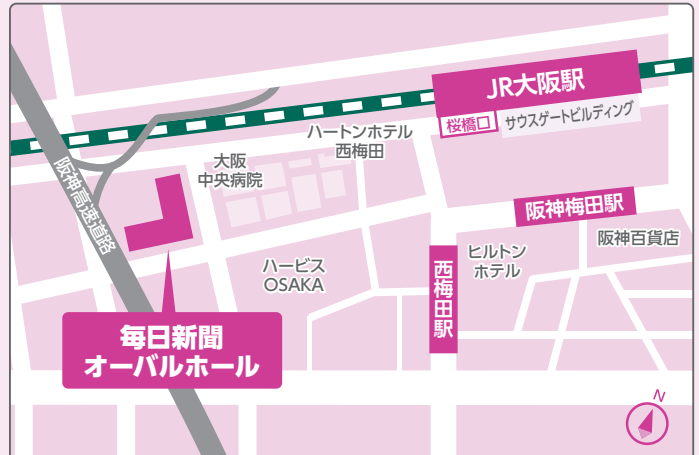 JR大阪駅
桜橋口
サウスゲートビルディング
ハートンホテル
西梅田
大阪
中央病院
阪神高速道路
阪神梅田駅
阪神百貨店
ヒルトン
ホテル
西梅田駅
ハービス
OSAKA
毎日新聞
オーバルホール
N